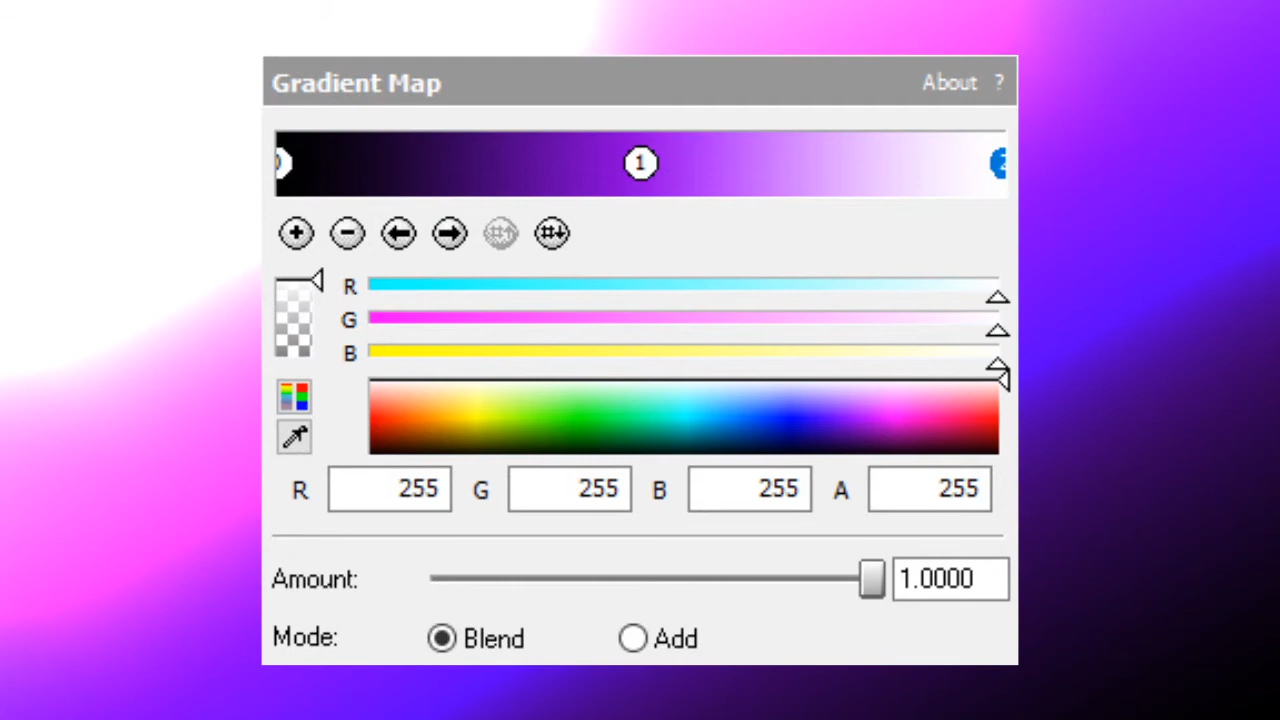 Gradient Map About ?
1
R
G
B
R 255 G 255 B 255 A 255
Amount: 1.0000
Mode: Blend Add